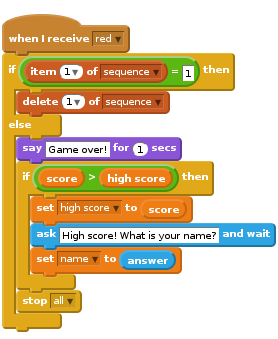 when I receive red
if item 1 of sequence = 1 then
delete 1 of sequence
else
say Game over! for 1 secs
if score > high score then
set high score to score
ask High score! What is your name? and wait
set name to answer
stop all